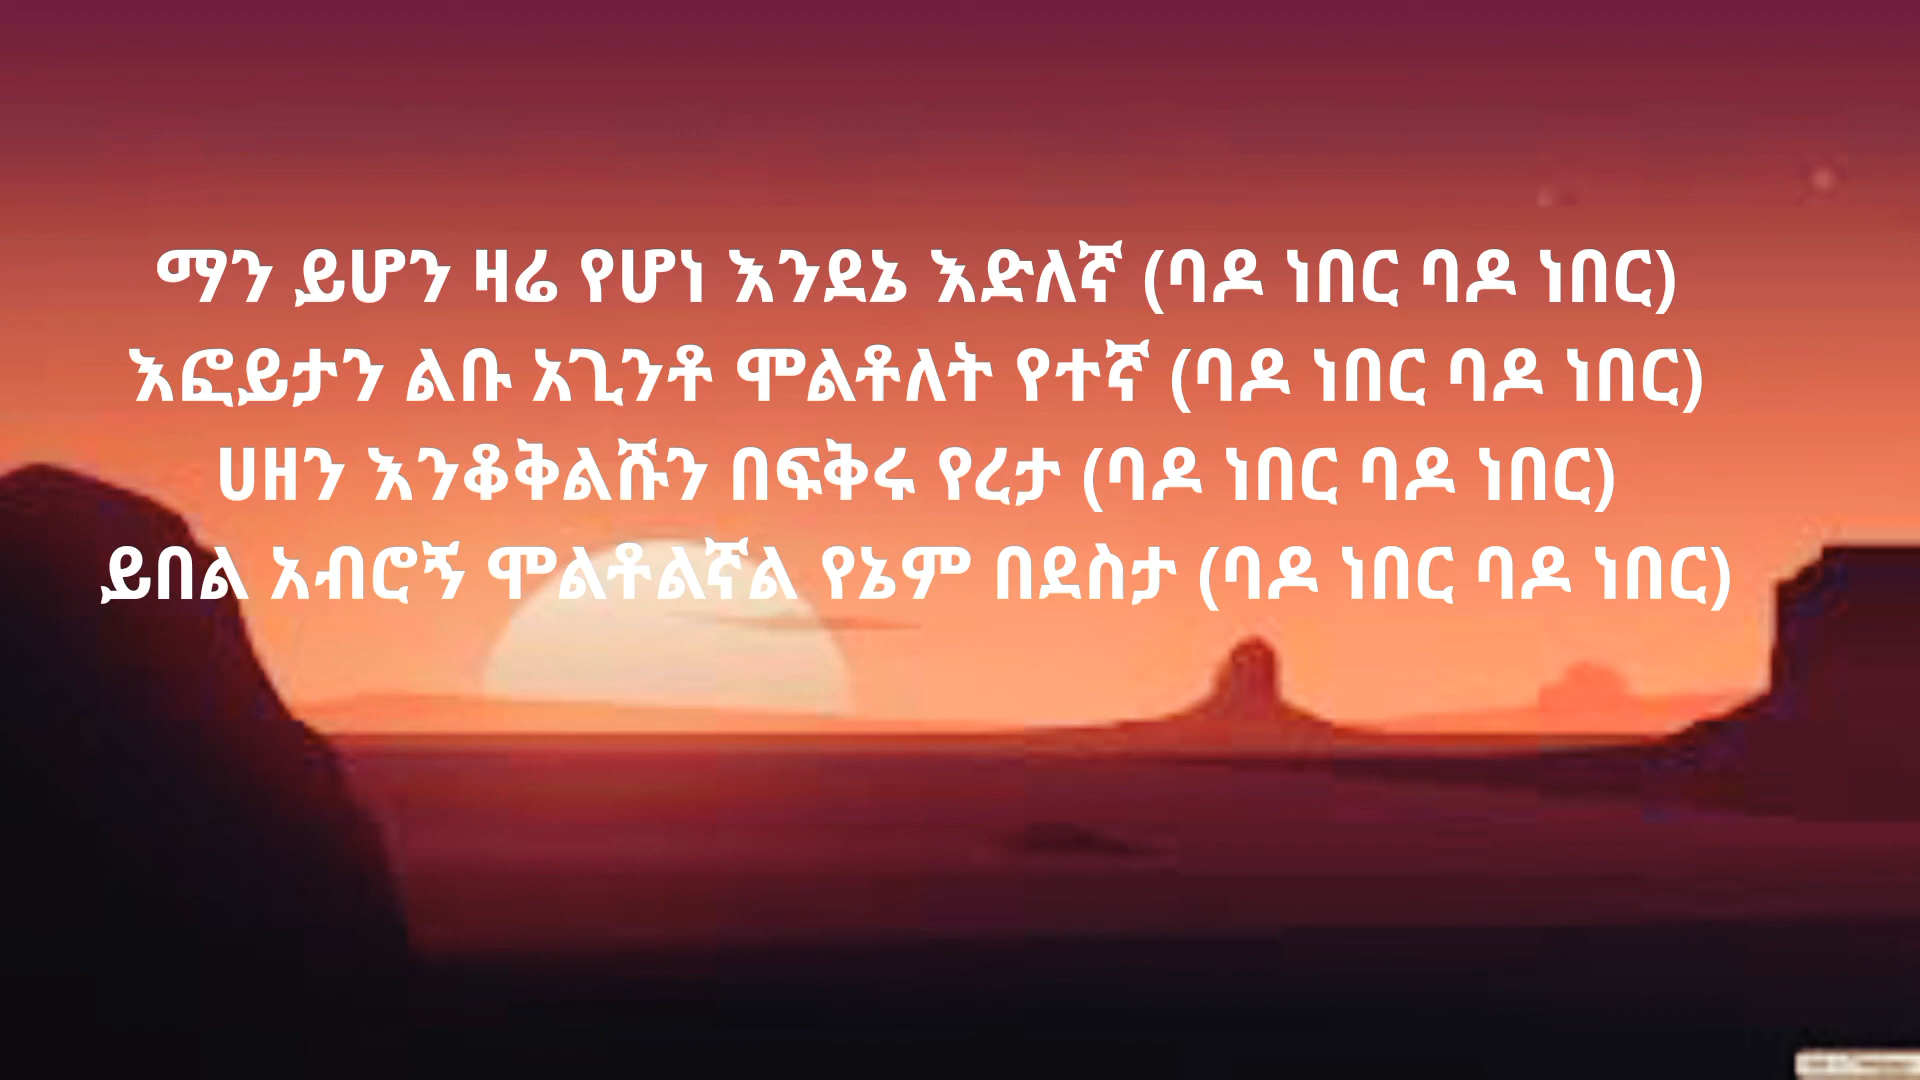 ማን ይሆን ዛሬ የሆነ እንደኔ እድለኛ (ባዶ ነበር ባዶ ነበር)
እፎይታን ልቡ አጊንቶ ሞልቶለት የተኛ (ባዶ ነበር ባዶ ነበር)
ሀዘን እንቆቅልሹን በፍቅሩ የረታ (ባዶ ነበር ባዶ ነበር)
ይበል አብሮኝ ሞልቶልኛል የኔም በደስታ (ባዶ ነበር ባዶ ነበር)